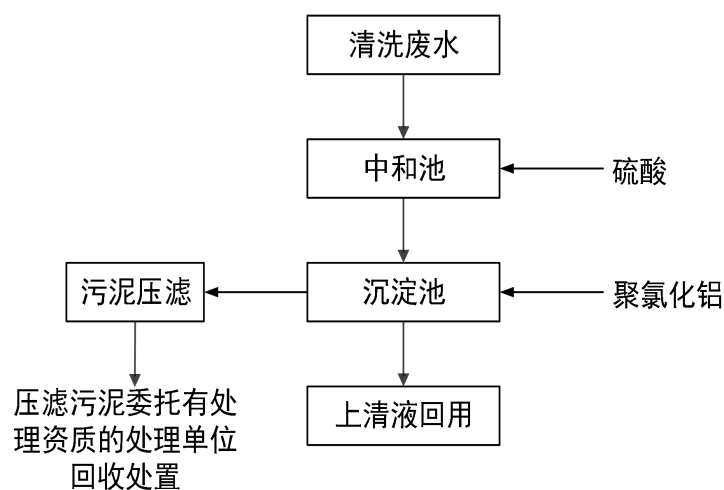 清洗废水
中和池
硫酸
污泥压滤
沉淀池
聚氯化铝
压滤污泥委托有处
理资质的处理单位
回收处置
上清液回用